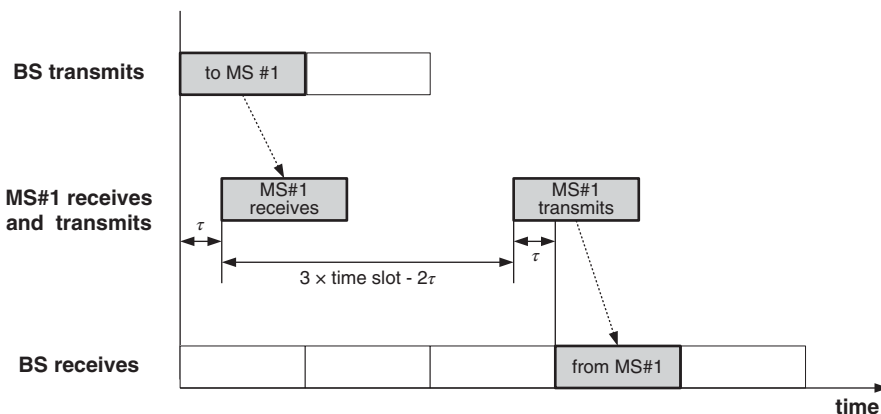 BS transmits
to MS #1
MS#1 receives
and transmits
MS#1
receives
MS#1
transmits
τ
τ
3 × time slot - 2τ
BS receives
from MS#1
time